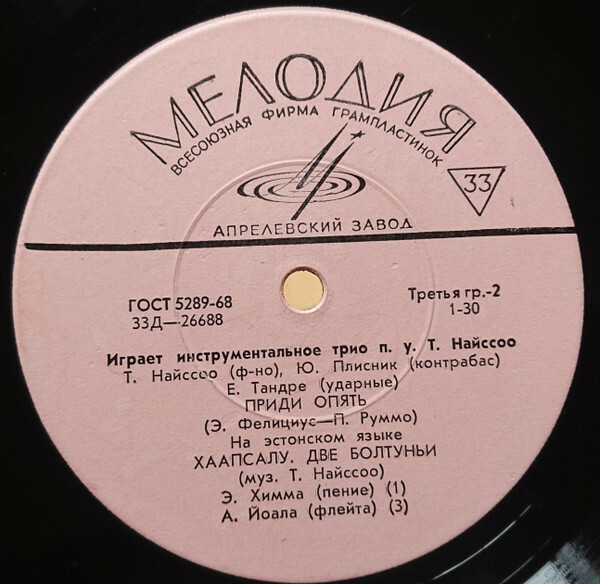 МЕЛОДИЯ
ВСЕСОЮЗНАЯ ФИРМА ГРАМПЛАСТИНОК
33
АПРЕЛЕВСКИЙ ЗАВОД
ГОСТ 5289-68
Третья гр.-2
33Д—26688
1-30
Играет инструментальное трио п. у. Т. Найссоо
Т. Найссоо (ф-но), Ю. Плисник (контрабас)
Е. Тандре (ударные)
ПРИДИ ОПЯТЬ
(Э. Фелициус—П. Руммо)
На эстонском языке
ХААПСАЛУ. ДВЕ БОЛТУНЬИ
(муз. Т. Найссоо)
Э. Химма (пение) (1)
А. Йоала (флейта) (3)